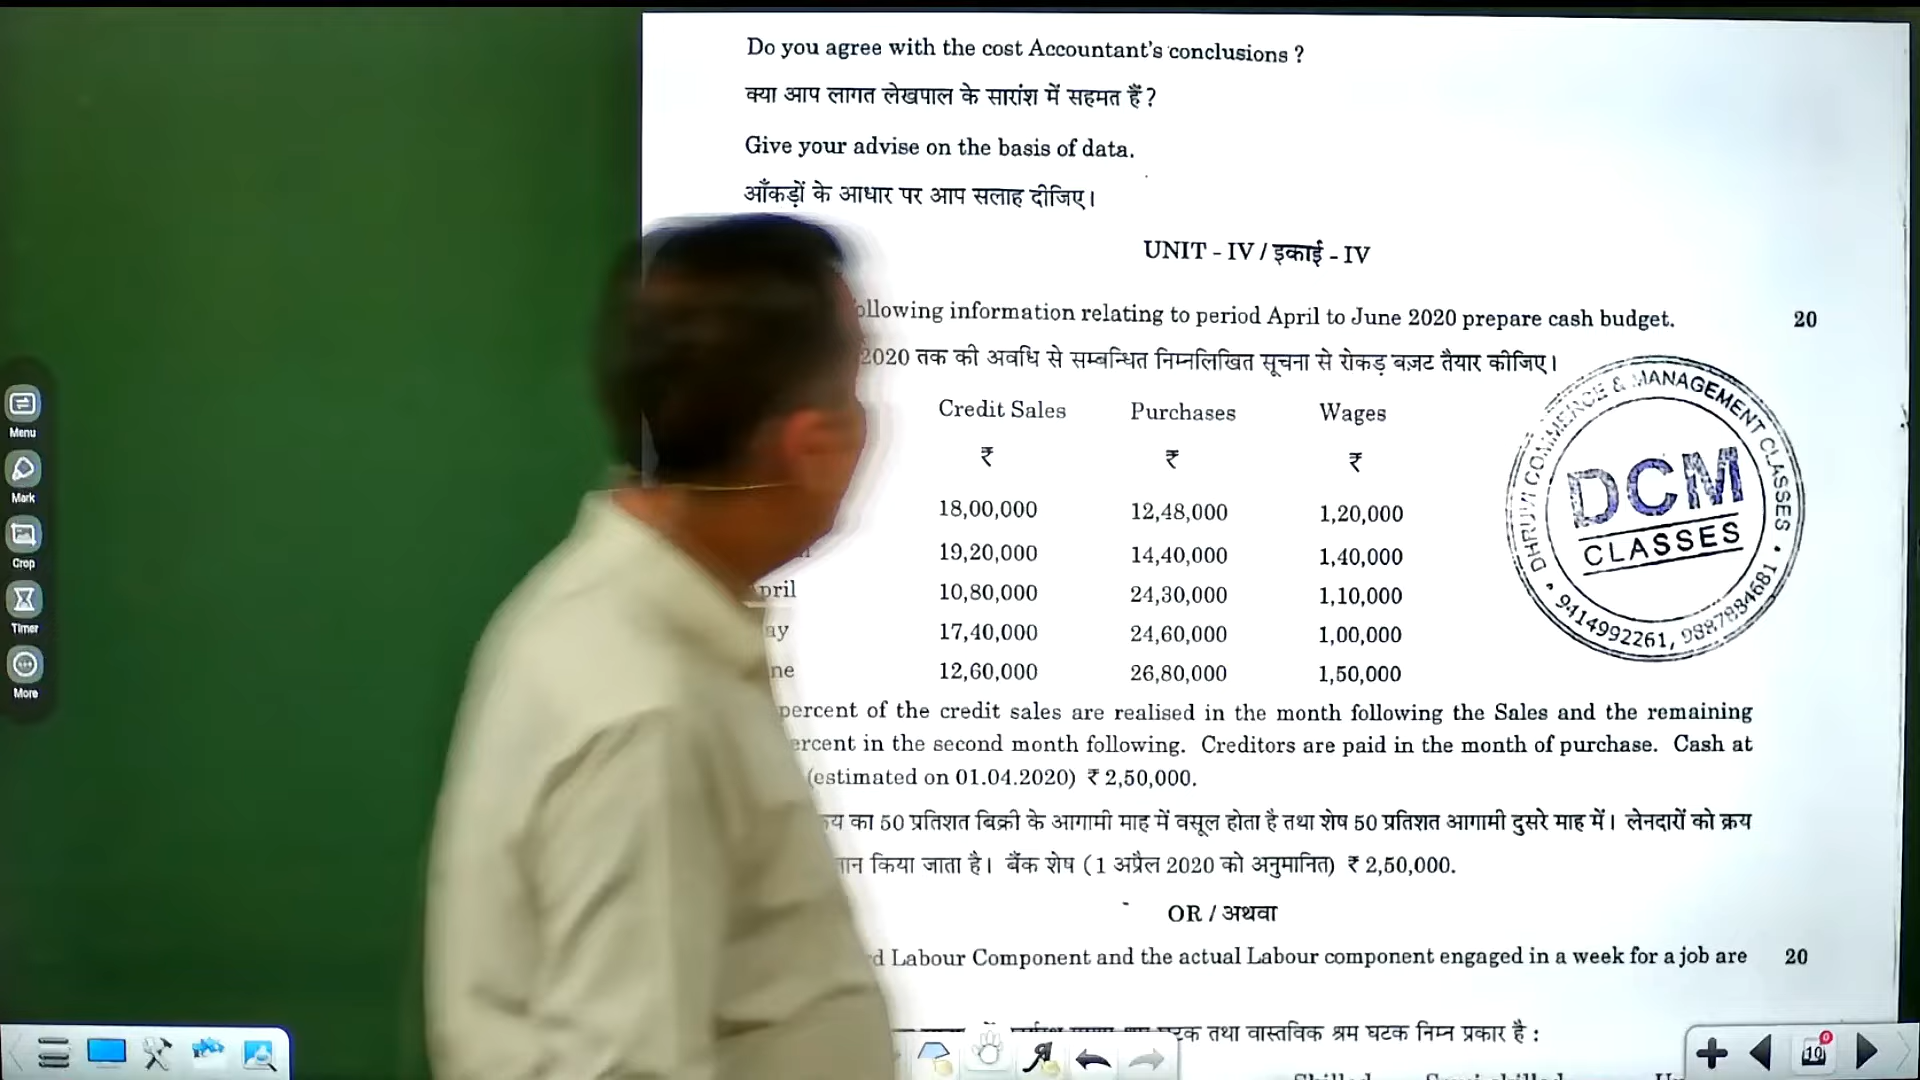 Do you agree with the cost Accountant's conclusions ?
क्या आप लागत लेखपाल के सारांश में सहमत हैं?
Give your advise on the basis of data.
आँकड़ों के आधार पर आप सलाह दीजिए।
UNIT - IV / इकाई - IV
following information relating to period April to June 2020 prepare cash budget. 20
2020 तक की अवधि से सम्बन्धित निम्नलिखित सूचना से रोकड़ बज़ट तैयार कीजिए।
Credit Sales Purchases Wages
₹ ₹ ₹
18,00,000 12,48,000 1,20,000
19,20,000 14,40,000 1,40,000
pril 10,80,000 24,30,000 1,10,000
ay 17,40,000 24,60,000 1,00,000
ne 12,60,000 26,80,000 1,50,000
percent of the credit sales are realised in the month following the Sales and the remaining
ercent in the second month following. Creditors are paid in the month of purchase. Cash at
(estimated on 01.04.2020) ₹ 2,50,000.
का 50 प्रतिशत बिक्री के आगामी माह में वसूल होता है तथा शेष 50 प्रतिशत आगामी दुसरे माह में। लेनदारों को क्रय
किया जाता है। बैंक शेष (1 अप्रैल 2020 को अनुमानित) ₹ 2,50,000.
OR / अथवा
d Labour Component and the actual Labour component engaged in a week for a job are 20
तथा वास्तविक श्रम घटक निम्न प्रकार है :
DHRUVI COMMERCE & MANAGEMENT CLASSES
DCM
CLASSES
9414992261, 9887884681
Menu
Mark
Crop
Timer
More
10
0